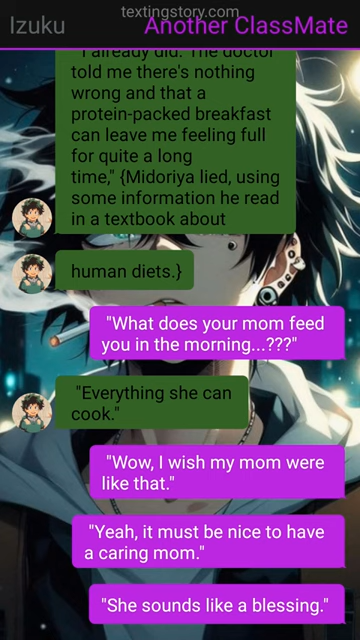 textingstory.com
Izuku
Another ClassMate
"I already did. The doctor
told me there's nothing
wrong and that a
protein-packed breakfast
can leave me feeling full
for quite a long
time," {Midoriya lied, using
some information he read
in a textbook about
human diets.}
"What does your mom feed
you in the morning...???"
"Everything she can
cook."
"Wow, I wish my mom were
like that."
"Yeah, it must be nice to have
a caring mom."
"She sounds like a blessing."